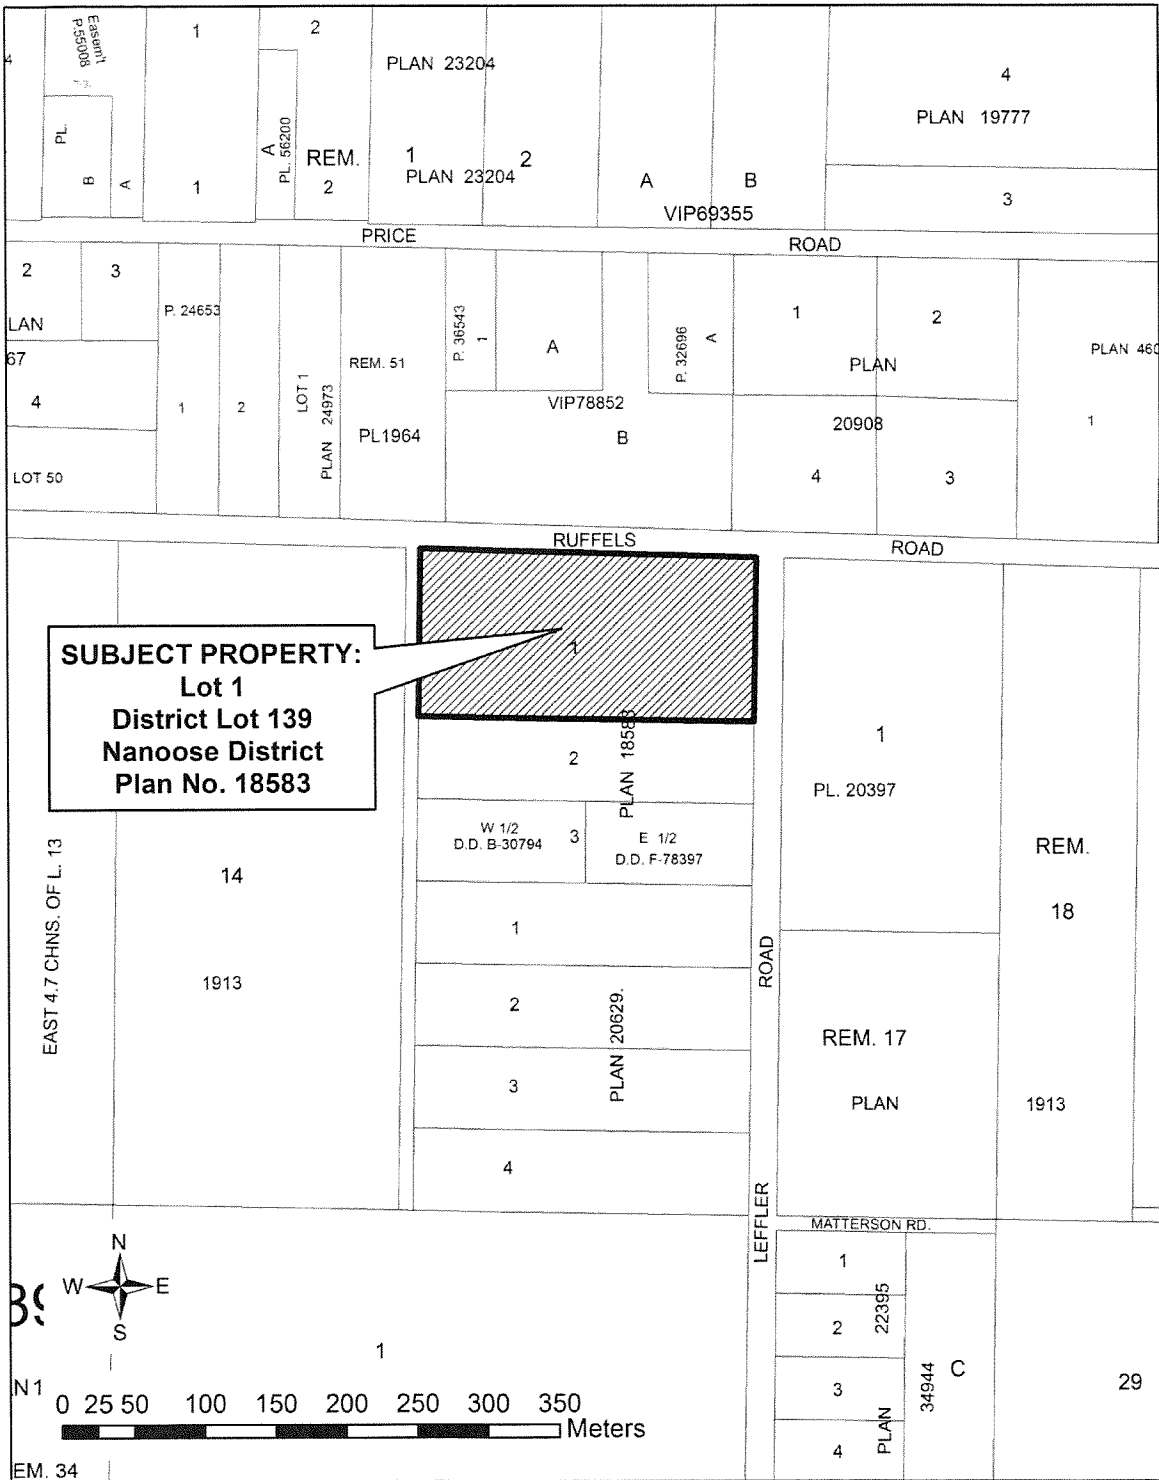 4
Easem't
P.55008
PL.
B
A
1
1
2
A
PL. 56200
REM.
2
PLAN 23204
1
2
PLAN 23204
A
B
VIP69355
4
PLAN 19777
3
PRICE ROAD
2
3
LAN
67
4
LOT 50
P. 24653
1
2
LOT 1
PLAN 24973
REM. 51
PL1964
P. 36543
1
A
VIP78852
B
P. 32696
A
1
2
PLAN
20908
4
3
PLAN 460
1
RUFFELS ROAD
SUBJECT PROPERTY:
Lot 1
District Lot 139
Nanoose District
Plan No. 18583
1
PLAN 18583
2
W 1/2
D.D. B-30794
3
E 1/2
D.D. F-78397
EAST 4.7 CHNS. OF L. 13
14
1913
1
2
PLAN 20629.
3
4
LEFFLER ROAD
1
PL. 20397
REM.
18
REM. 17
PLAN 1913
MATTERSON RD.
1
2
3
4
PLAN 22395
34944
C
29
N
W E
S
1
N1
0 25 50 100 150 200 250 300 350
Meters
EM. 34